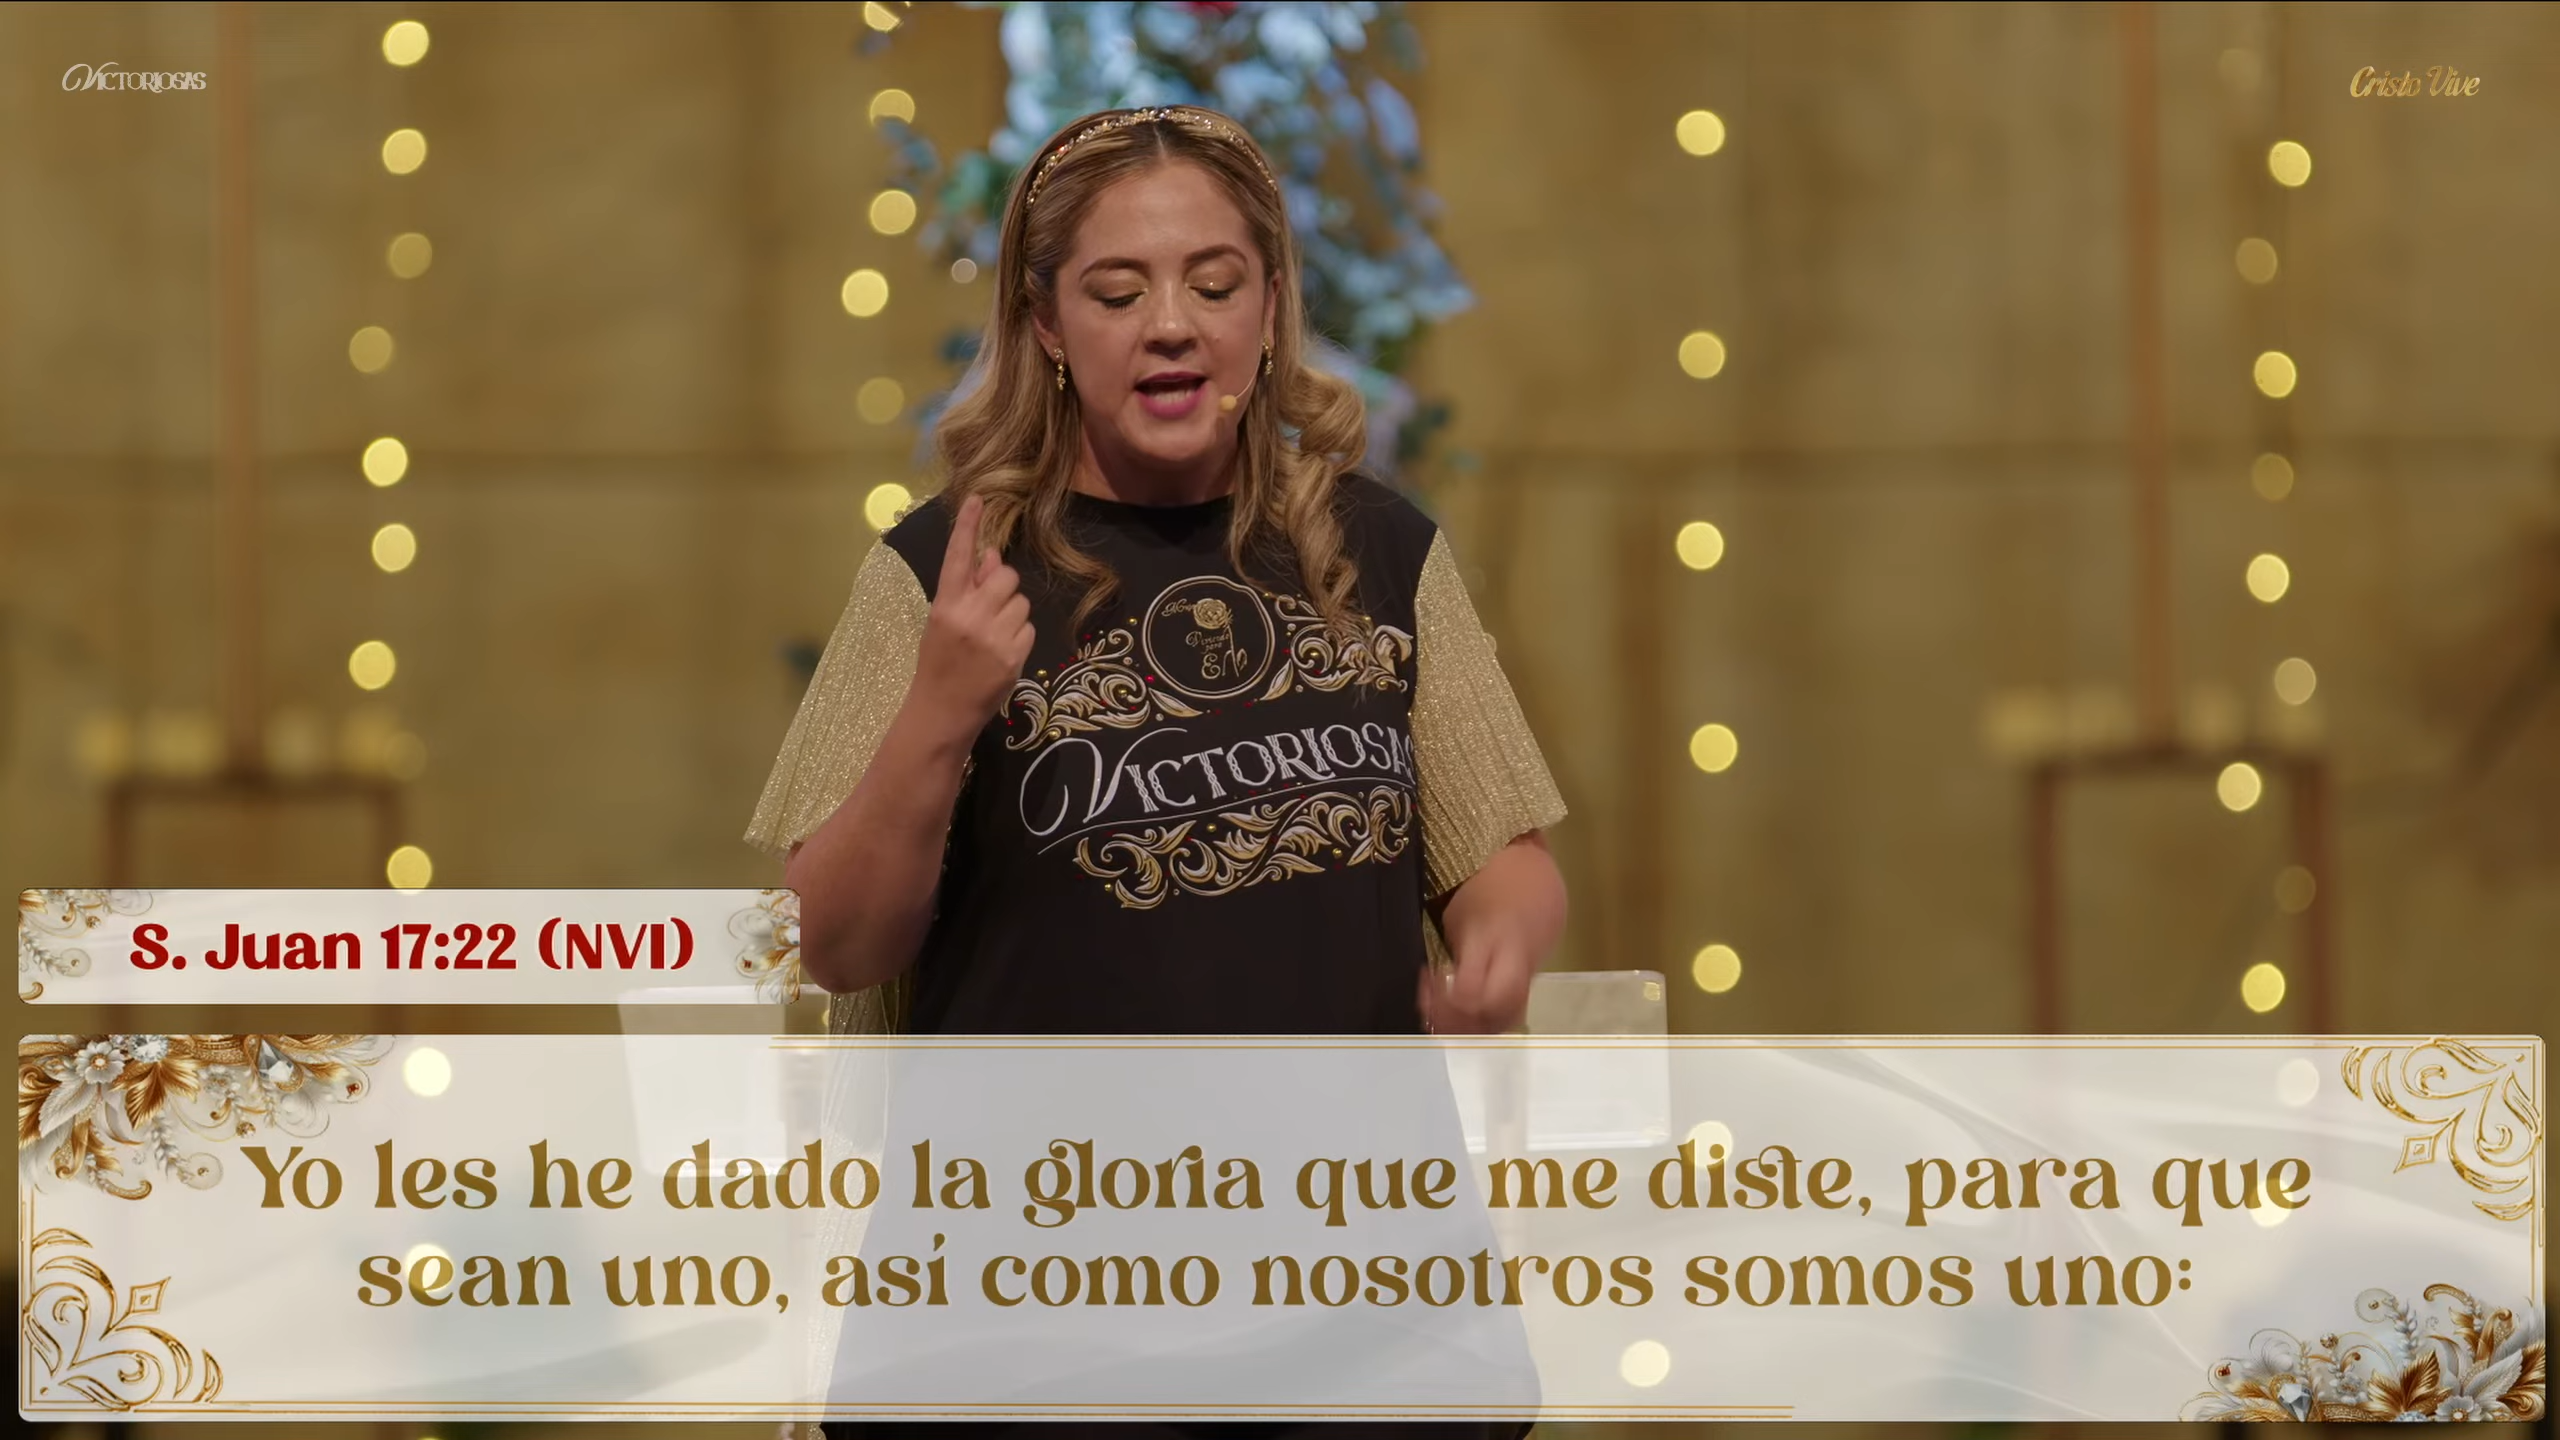 VICTORIOSAS
Cristo Vive
VICTORIOSAS
S. Juan 17:22 (NVI)
Yo les he dado la gloria que me diste, para que
sean uno, así como nosotros somos uno: